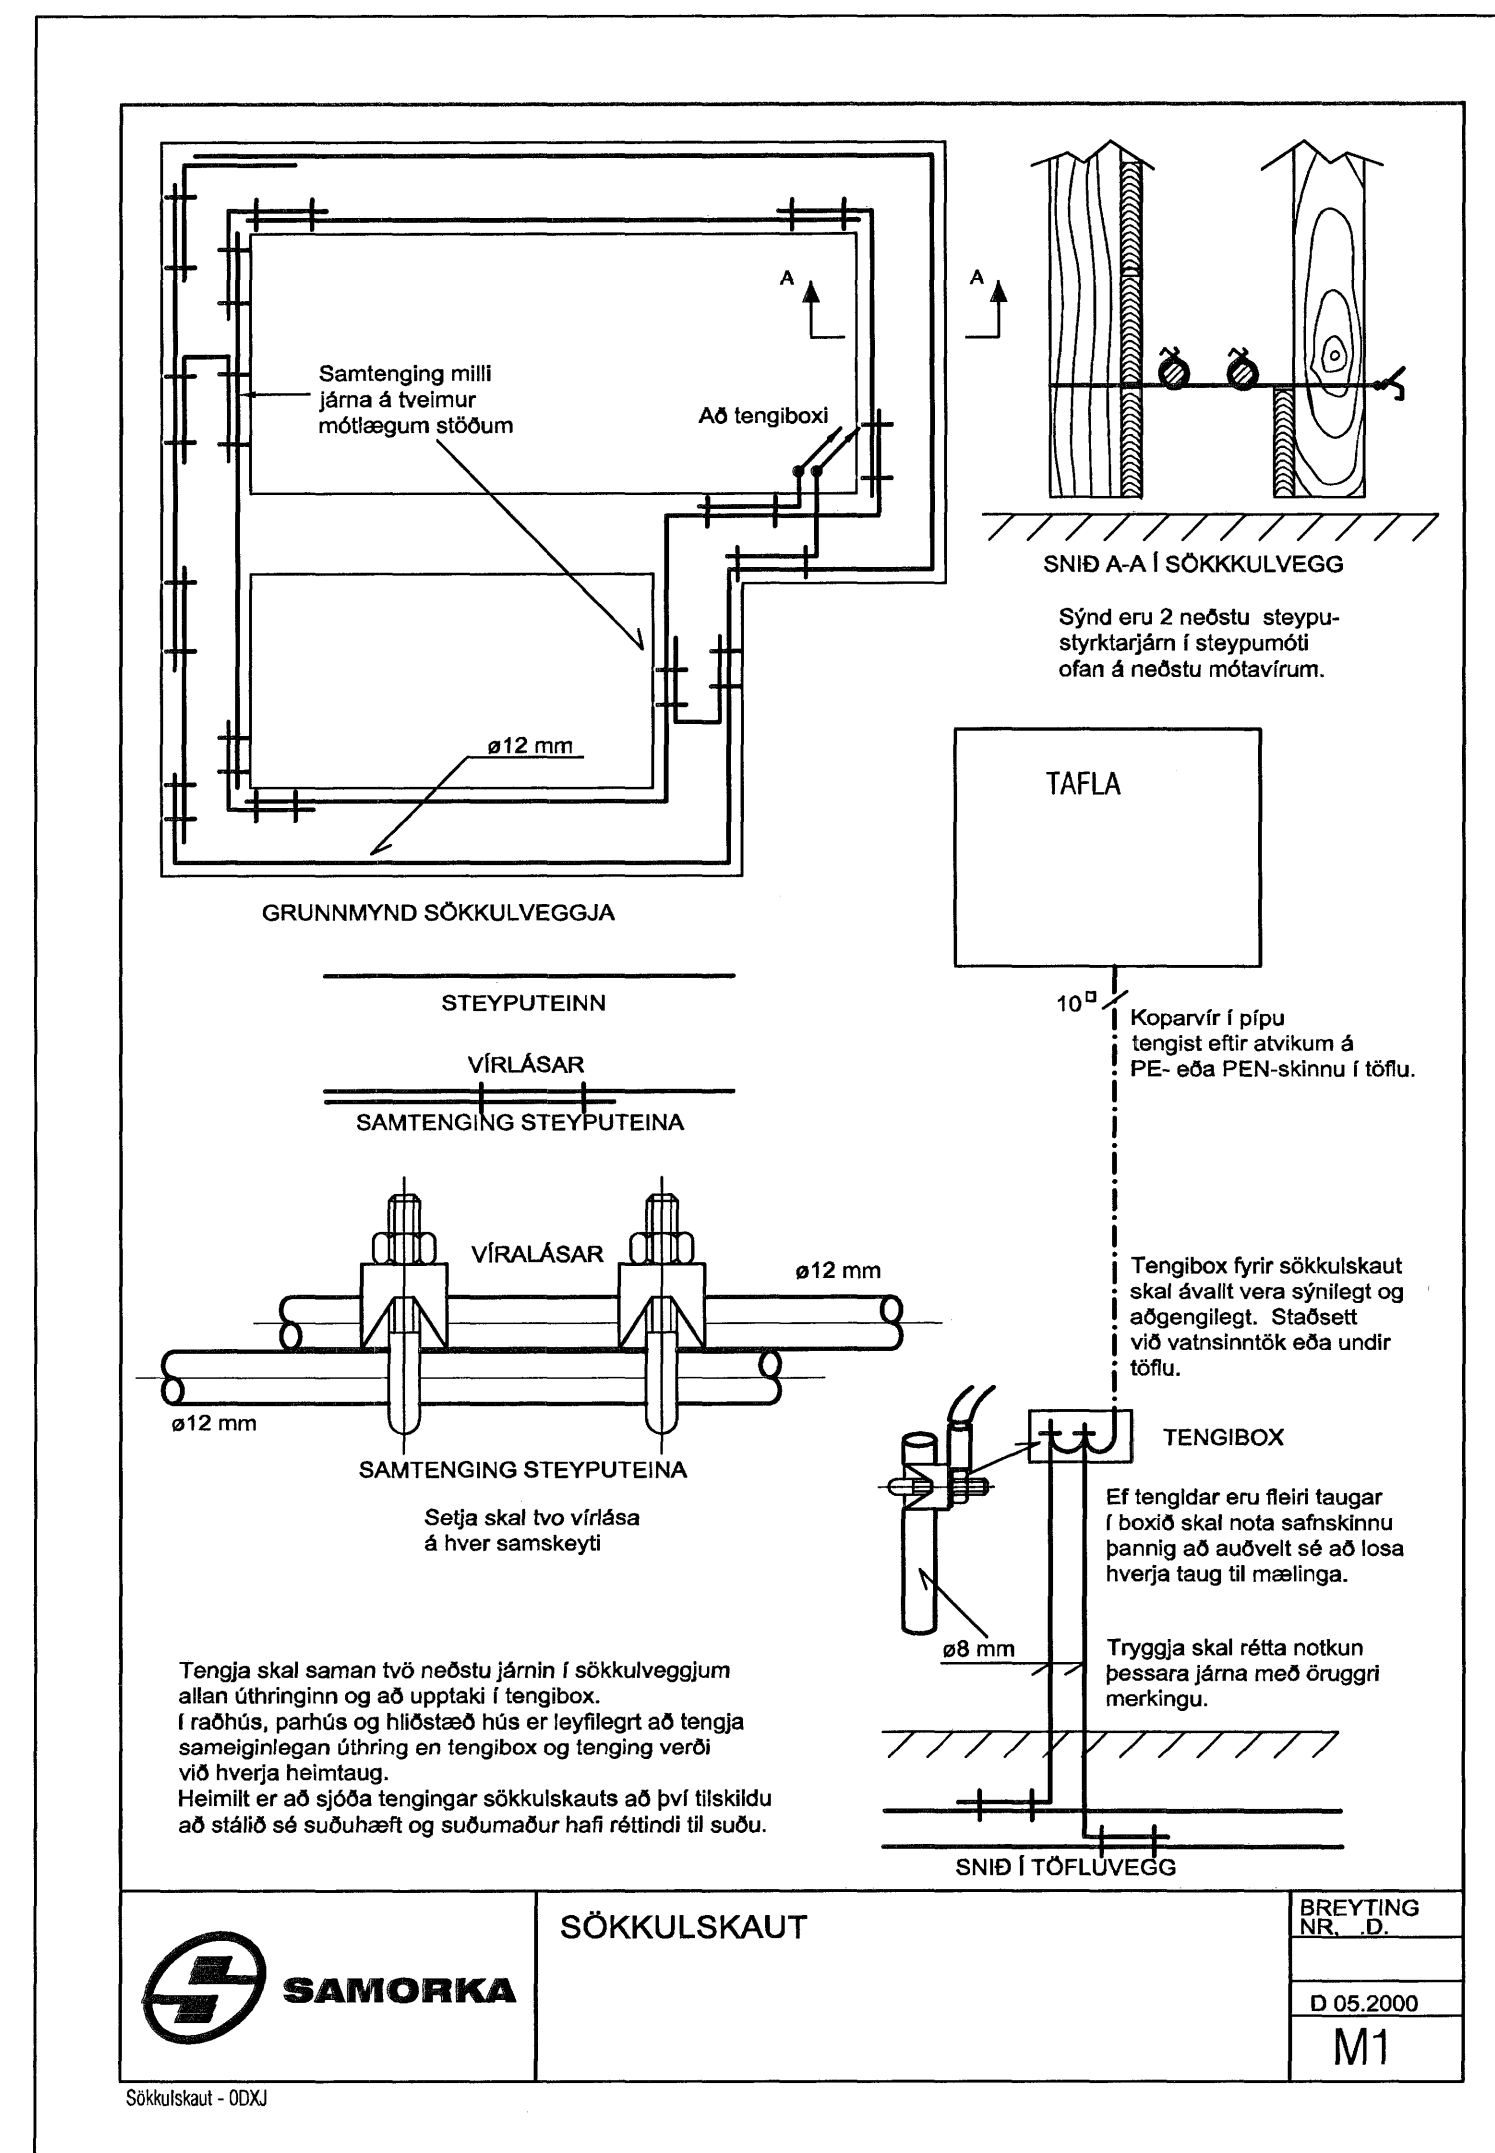 A
A
Samtenging milli
járna á tveimur
mótlægum stöðum
Að tengiboxi
ø12 mm
GRUNNMYND SÖKKULVEGGJA
SNIÐ A-A Í SÖKKKULVEGG
Sýnd eru 2 neðstu steypu-
styrktarjárn í steypumóti
ofan á neðstu mótavírum.
STEYPUTEINN
VÍRLÁSAR
SAMTENGING STEYPUTEINA
VÍRALÁSAR
ø12 mm
ø12 mm
SAMTENGING STEYPUTEINA
Setja skal tvo vírlása
á hver samskeyti
TAFLA
10
Koparvír í pípu
tengist eftir atvikum á
PE- eða PEN-skinnu í töflu.
Tengibox fyrir sökkulskaut
skal ávallt vera sýnilegt og
aðgengilegt. Staðsett
við vatnsinntök eða undir
töflu.
TENGIBOX
Ef tengldar eru fleiri taugar
í boxið skal nota safnskinnu
þannig að auðvelt sé að losa
hverja taug til mælinga.
ø8 mm
Tryggja skal rétta notkun
þessara járna með öruggri
merkingu.
SNIÐ Í TÖFLUVEGG
Tengja skal saman tvö neðstu járnin í sökkulveggjum
allan úthringinn og að upptaki í tengibox.
Í raðhús, parhús og hliðstæð hús er leyfilegrt að tengja
sameiginlegan úthring en tengibox og tenging verði
við hverja heimtaug.
Heimilt er að sjóða tengingar sökkulskauts að því tilskildu
að stálið sé suðuhæft og suðumaður hafi réttindi til suðu.
SAMORKA
SÖKKULSKAUT
BREYTING
NR. .D.
D 05.2000
M1
Sökkulskaut - 0DXJ